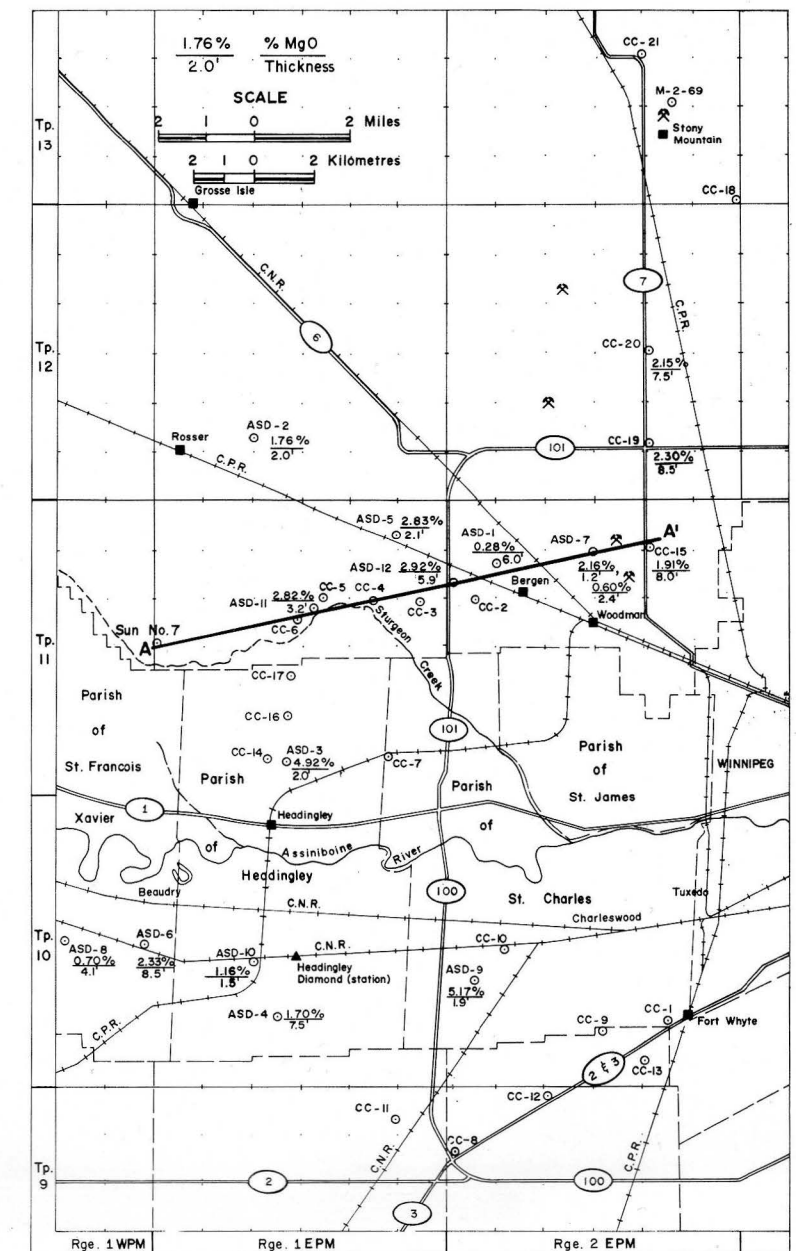 1.76% % MgO
2.0' Thickness
SCALE
2 1 0 2 Miles
2 1 0 2 Kilometres
Grosse Isle
CC-21
M-2-69
Stony
Mountain
CC-18
Tp.
13
C.N.R.
6
7
C.P.R.
CC-20
2.15%
7.5'
Tp.
12
ASD-2
1.76%
2.0'
Rosser
C.P.R.
CC-19
101
2.30%
8.5'
ASD-5 2.83%
2.1'
ASD-1
0.28%
6.0'
ASD-7
A'
ASD-12 2.92%
5.9'
2.16%
1.2',
0.60%
2.4'
CC-15
1.91%
8.0'
Bergen
Woodman
ASD-11 2.82%
3.2'
CC-5
CC-4
CC-3
CC-2
CC-6
Sun No. 7
A
Sturgeon
Creek
Tp.
11
CC-17
CC-16
CC-14
ASD-3
4.92%
2.0'
CC-7
101
Parish
of
St. Francois
Xavier
Parish
of
Headingley
Parish
of
St. Charles
Parish
of
St. James
WINNIPEG
1
Headingley
Assiniboine River
Beaudry
C.N.R.
100
Tuxedo
Charleswood
Tp.
10
ASD-8
0.70%
4.1'
ASD-6
2.33%
8.5'
ASD-10
1.16%
1.5'
C.N.R.
Headingley
Diamond (station)
CC-10
ASD-9
5.17%
1.9'
ASD-4 1.70%
7.5'
C.P.R.
CC-9
CC-1
Fort Whyte
CC-13
2 & 3
CC-12
CC-11
CC-8
C.N.R.
C.P.R.
Tp.
9
2
3
100
Rge. 1 WPM Rge. 1 EPM Rge. 2 EPM